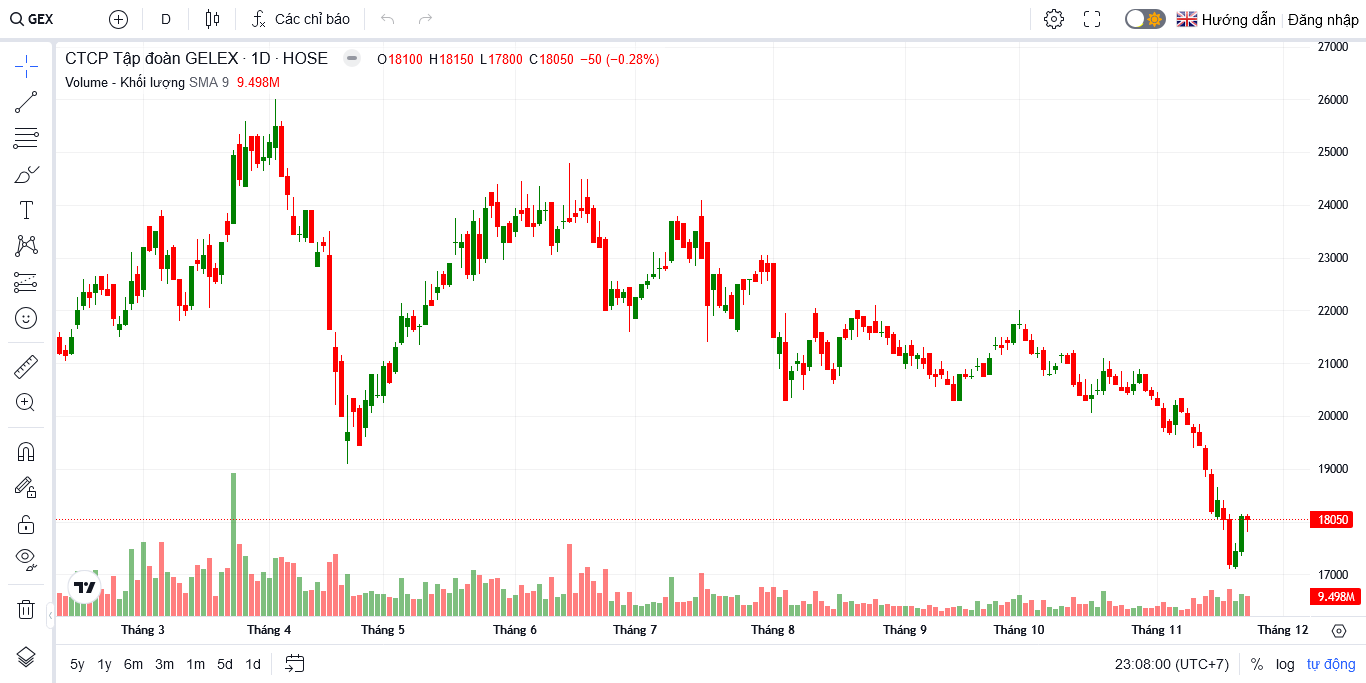 GEX D Các chỉ báo Hướng dẫn Đăng nhập
CTCP Tập đoàn GELEX · 1D · HOSE O18100 H18150 L17800 C18050 −50 (−0.28%)
Volume - Khối lượng SMA 9 9.498M
27000
26000
25000
24000
23000
22000
21000
20000
19000
18050
17000
9.498M
Tháng 3 Tháng 4 Tháng 5 Tháng 6 Tháng 7 Tháng 8 Tháng 9 Tháng 10 Tháng 11 Tháng 12
5y 1y 6m 3m 1m 5d 1d 23:08:00 (UTC+7) % log tự động